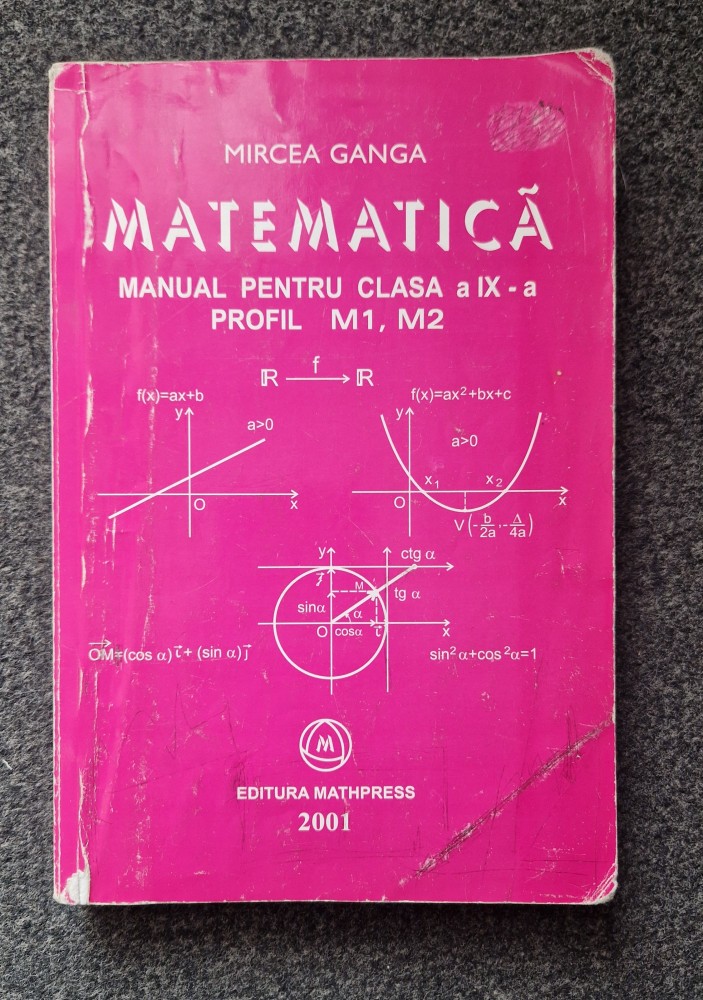 MIRCEA GANGA
MATEMATICĂ
MANUAL PENTRU CLASA a IX - a
PROFIL M1, M2
ℝ f ℝ
f(x)=ax+b
y
a>0
O
x
f(x)=ax²+bx+c
y
a>0
x₁
x₂
O
x
V(-b/2a,-Δ/4a)
y
ctg α
j⃗
M
tg α
sinα
α
O
cosα
i⃗
x
OM⃗=(cos α)i⃗+ (sin α)j⃗
sin²α+cos²α=1
M
EDITURA MATHPRESS
2001